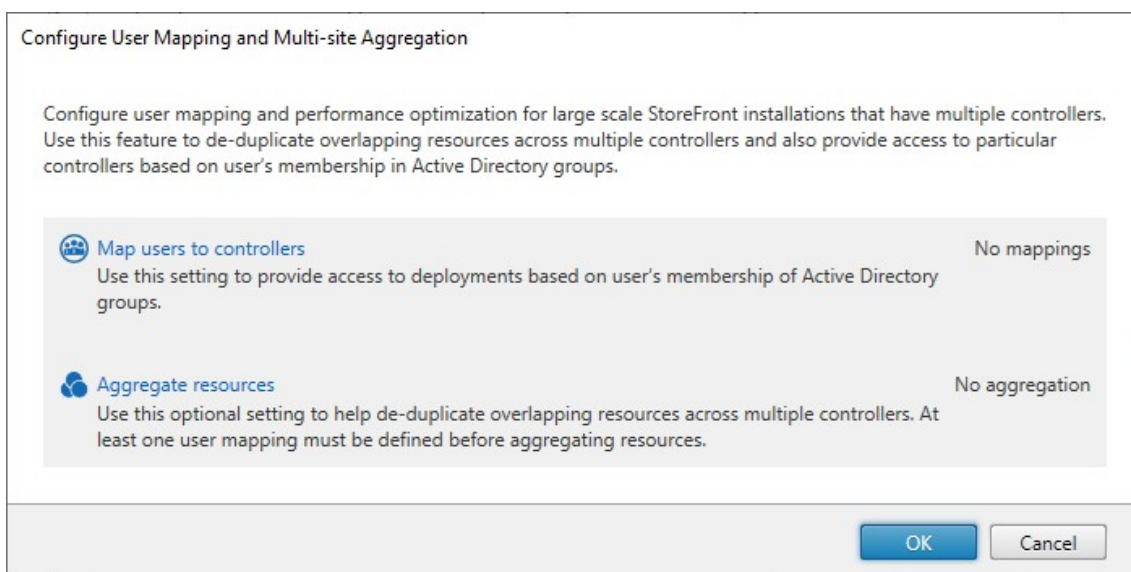 Configure User Mapping and Multi-site Aggregation
Configure user mapping and performance optimization for large scale StoreFront installations that have multiple controllers.
Use this feature to de-duplicate overlapping resources across multiple controllers and also provide access to particular
controllers based on user's membership in Active Directory groups.
Map users to controllers No mappings
Use this setting to provide access to deployments based on user's membership of Active Directory
groups.
Aggregate resources No aggregation
Use this optional setting to help de-duplicate overlapping resources across multiple controllers. At
least one user mapping must be defined before aggregating resources.
OK Cancel